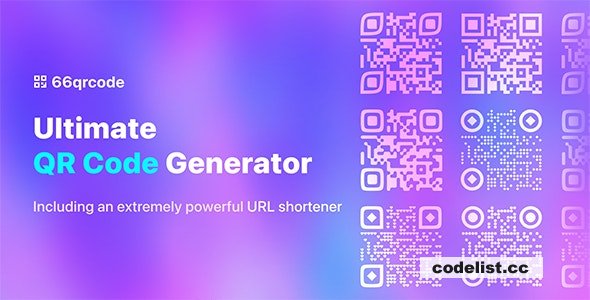 66qrcode
Ultimate
QR Code Generator
Including an extremely powerful URL shortener
codelist.cc